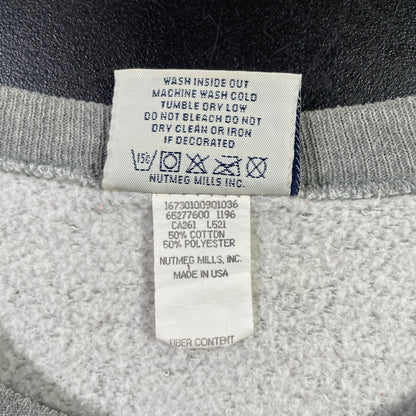 WASH INSIDE OUT
MACHINE WASH COLD
TUMBLE DRY LOW
DO NOT BLEACH DO NOT
DRY CLEAN OR IRON
IF DECORATED
15c
NUTMEG MILLS INC.
16730100901036
65277600 1196
CA261 L521
50% COTTON
50% POLYESTER
NUTMEG MILLS, INC.
MADE IN USA
FIBER CONTENT